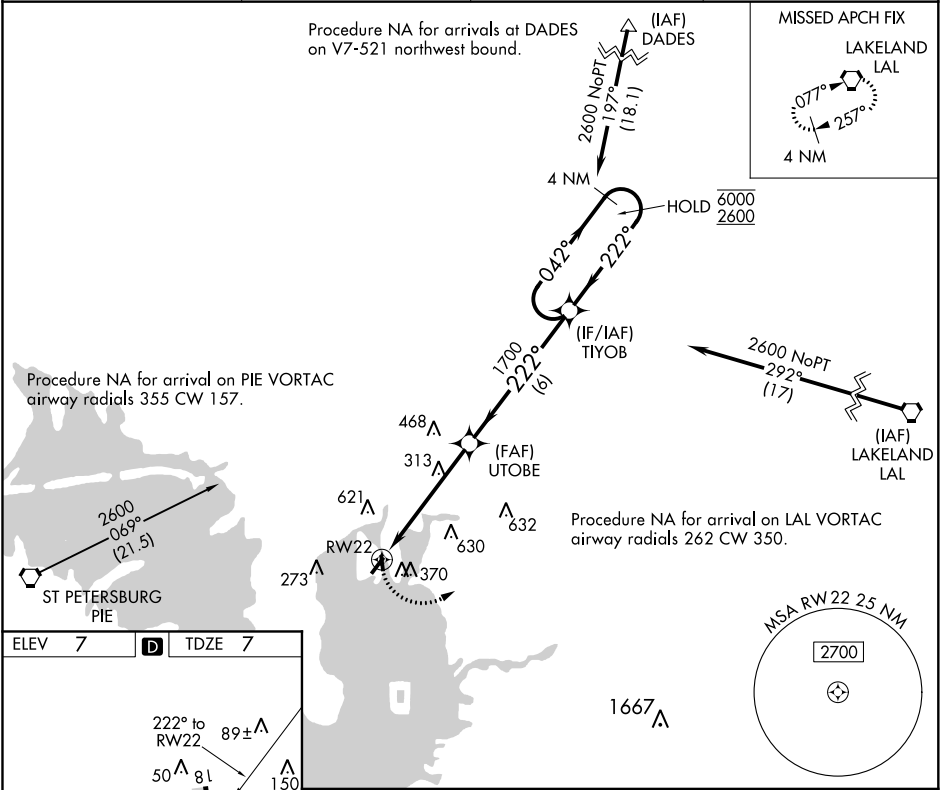 Procedure NA for arrivals at DADES
on V7-521 northwest bound.
(IAF)
DADES
2600 NoPT
197°
(18.1)
MISSED APCH FIX
LAKELAND
LAL
077°
257°
4 NM
4 NM
HOLD
6000
2600
042°
222°
(IF/IAF)
TIYOB
1700
222°
(6)
2600 NoPT
292°
(17)
(IAF)
LAKELAND
LAL
Procedure NA for arrival on PIE VORTAC
airway radials 355 CW 157.
468
313
(FAF)
UTOBE
621
632
630
RW22
370
273
Procedure NA for arrival on LAL VORTAC
airway radials 262 CW 350.
2600
069°
(21.5)
ST PETERSBURG
PIE
MSA RW 22 25 NM
2700
1667
ELEV 7
D
TDZE 7
222° to
RW22
89±
50
18
150